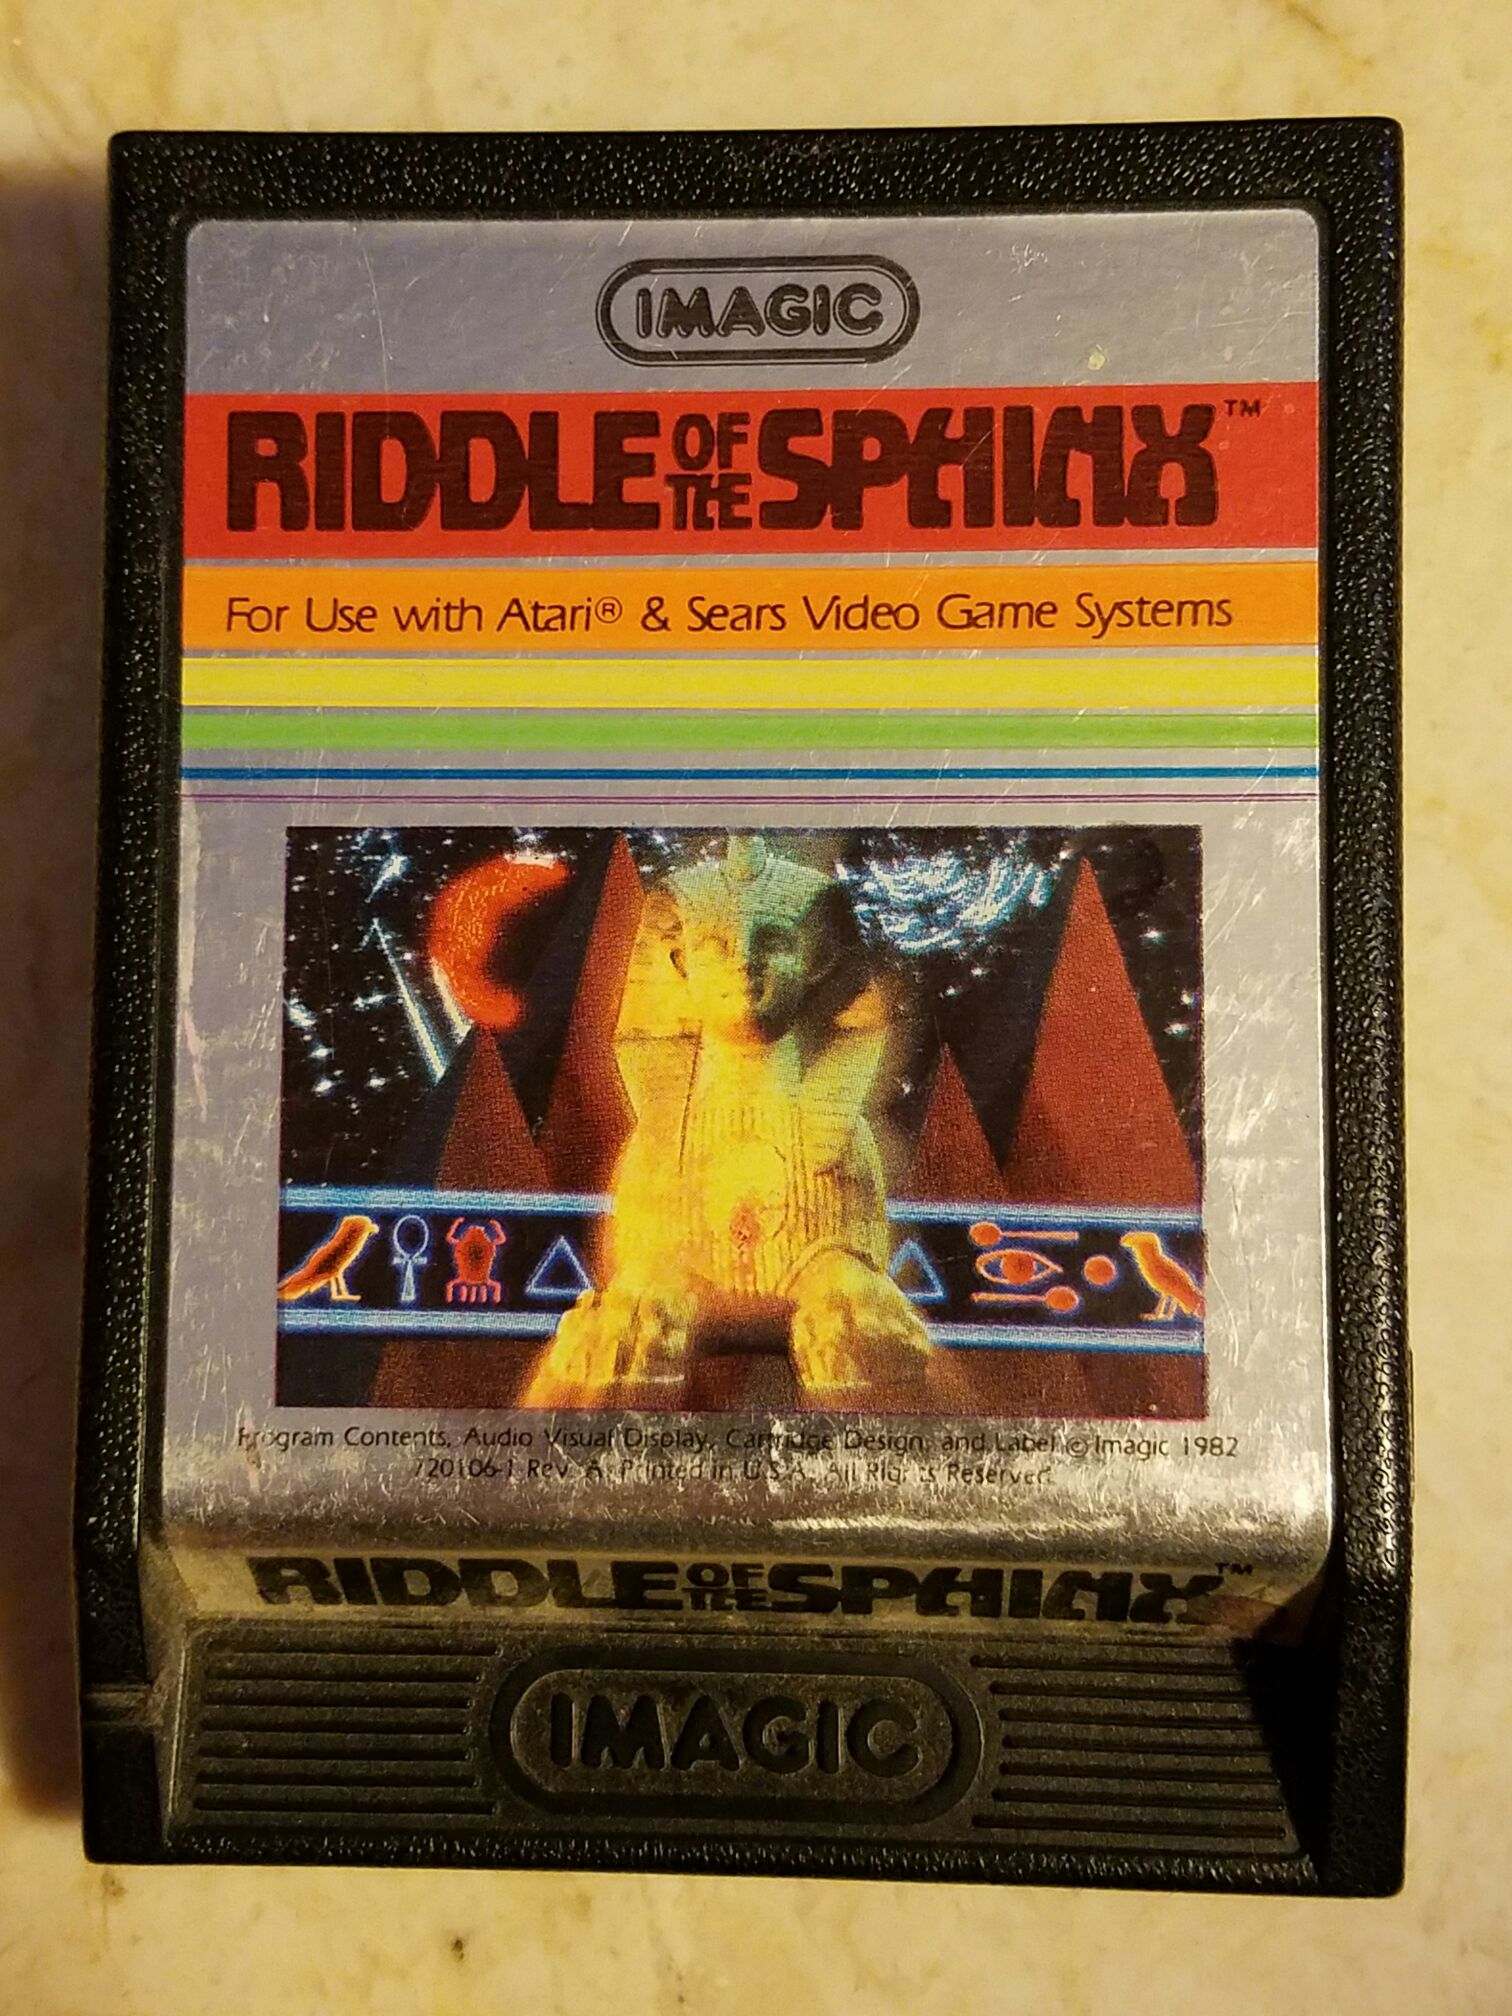 IMAGIC
RIDDLE OF THE SPHINX™
For Use with Atari® & Sears Video Game Systems
Program Contents, Audio Visual Display, Cartridge Design, and Label © Imagic 1982
720106-1 Rev. A. Printed in U.S.A. All Rights Reserved.
RIDDLE OF THE SPHINX™
IMAGIC